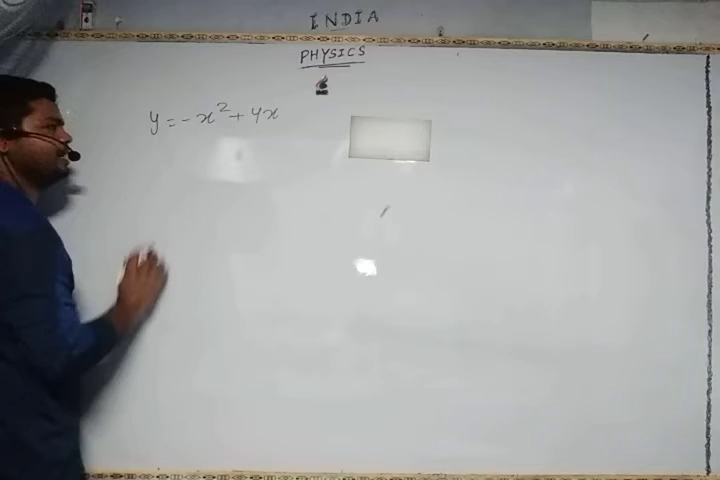 INDIA
PHYSICS
y = -x² + 4x